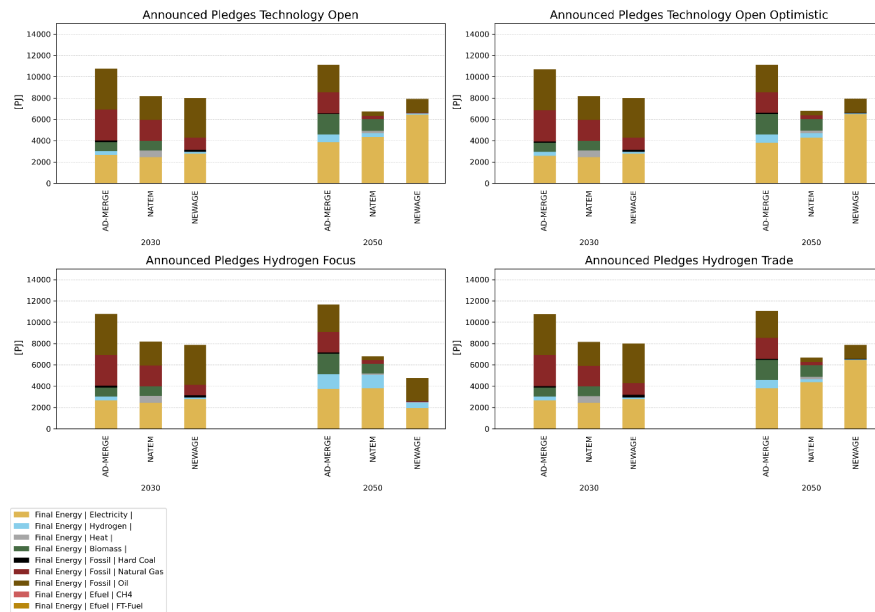 Announced Pledges Technology Open
[PJ]
14000
12000
10000
8000
6000
4000
2000
0
AD-MERGE
NATEM
NEWAGE
AD-MERGE
NATEM
NEWAGE
2030
2050
Announced Pledges Technology Open Optimistic
[PJ]
14000
12000
10000
8000
6000
4000
2000
0
AD-MERGE
NATEM
NEWAGE
AD-MERGE
NATEM
NEWAGE
2030
2050
Announced Pledges Hydrogen Focus
[PJ]
14000
12000
10000
8000
6000
4000
2000
0
AD-MERGE
NATEM
NEWAGE
AD-MERGE
NATEM
NEWAGE
2030
2050
Announced Pledges Hydrogen Trade
[PJ]
14000
12000
10000
8000
6000
4000
2000
0
AD-MERGE
NATEM
NEWAGE
AD-MERGE
NATEM
NEWAGE
2030
2050
Final Energy | Electricity |
Final Energy | Hydrogen |
Final Energy | Heat |
Final Energy | Biomass |
Final Energy | Fossil | Hard Coal
Final Energy | Fossil | Natural Gas
Final Energy | Fossil | Oil
Final Energy | Efuel | CH4
Final Energy | Efuel | FT-Fuel